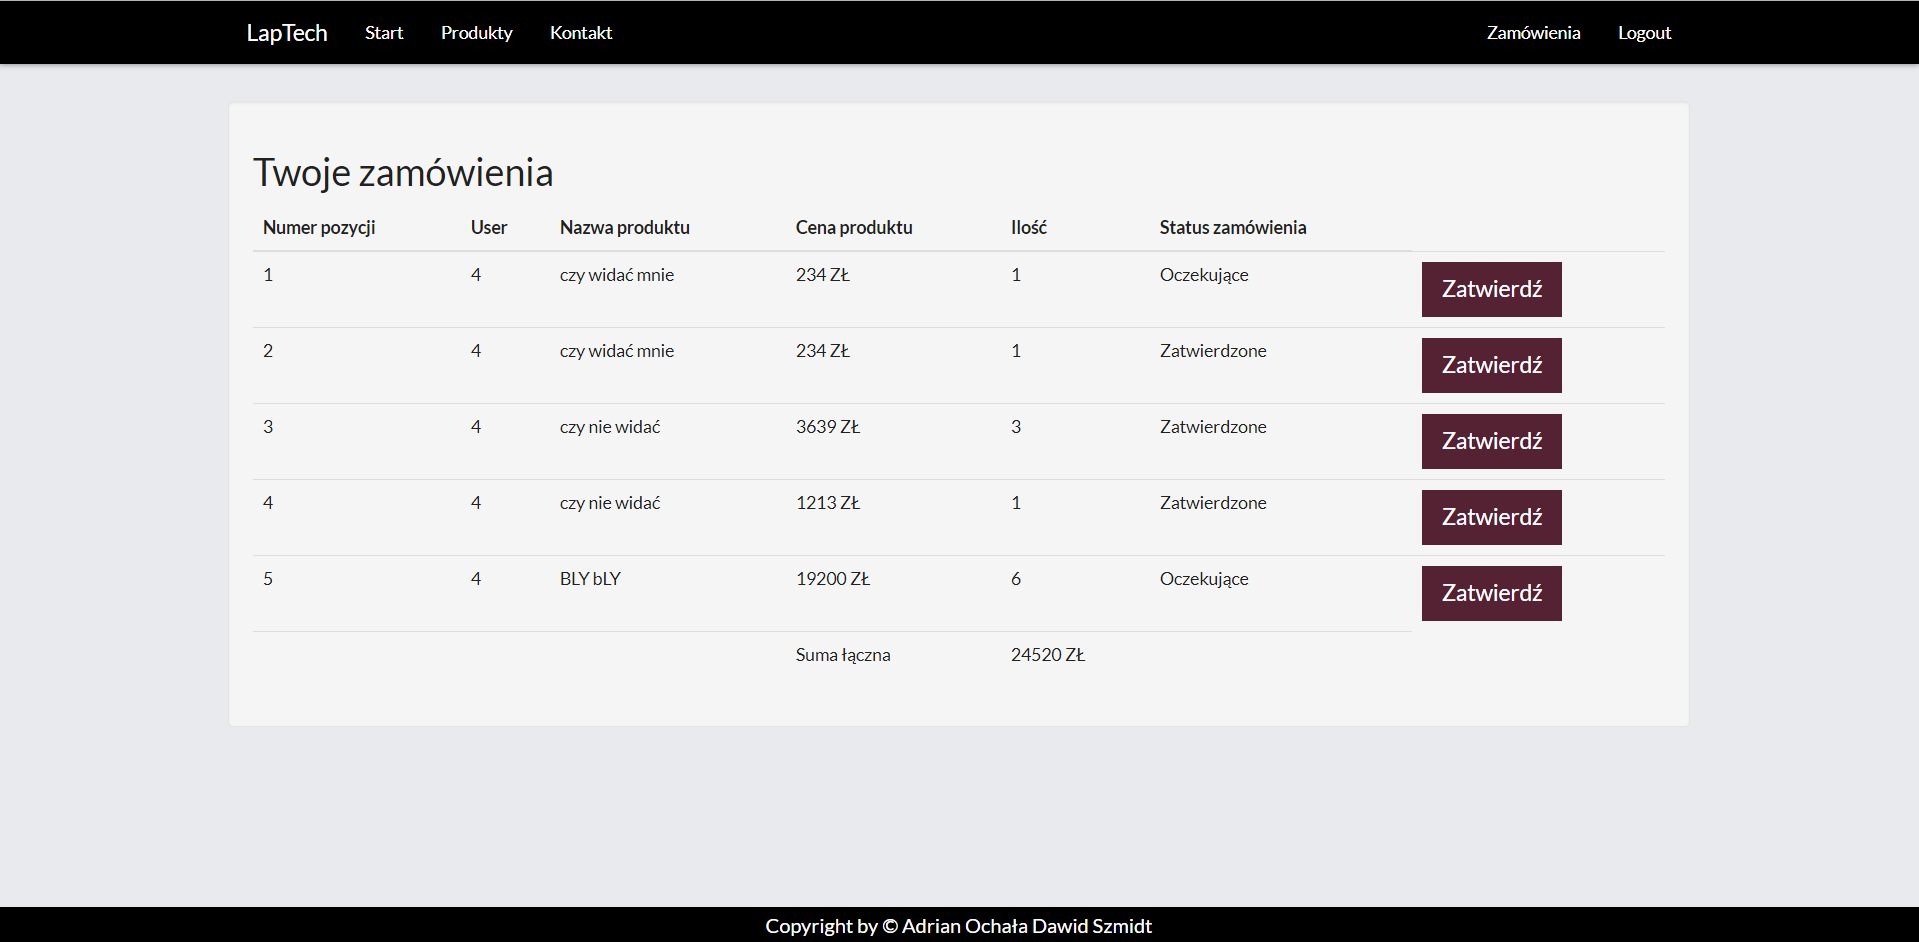 LapTech Start Produkty Kontakt Zamówienia Logout
Twoje zamówienia
Numer pozycji User Nazwa produktu Cena produktu Ilość Status zamówienia
1 4 czy widać mnie 234 ZŁ 1 Oczekujące Zatwierdź
2 4 czy widać mnie 234 ZŁ 1 Zatwierdzone Zatwierdź
3 4 czy nie widać 3639 ZŁ 3 Zatwierdzone Zatwierdź
4 4 czy nie widać 1213 ZŁ 1 Zatwierdzone Zatwierdź
5 4 BLY bLY 19200 ZŁ 6 Oczekujące Zatwierdź
Suma łączna 24520 ZŁ
Copyright by © Adrian Ochała Dawid Szmidt